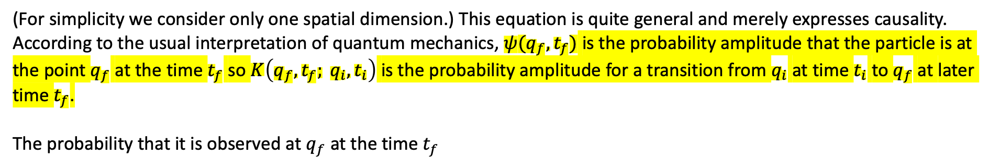 (For simplicity we consider only one spatial dimension.) This equation is quite general and merely expresses causality.
According to the usual interpretation of quantum mechanics, ψ(q_f, t_f) is the probability amplitude that the particle is at
the point q_f at the time t_f so K(q_f, t_f; q_i, t_i) is the probability amplitude for a transition from q_i at time t_i to q_f at later
time t_f.
The probability that it is observed at q_f at the time t_f